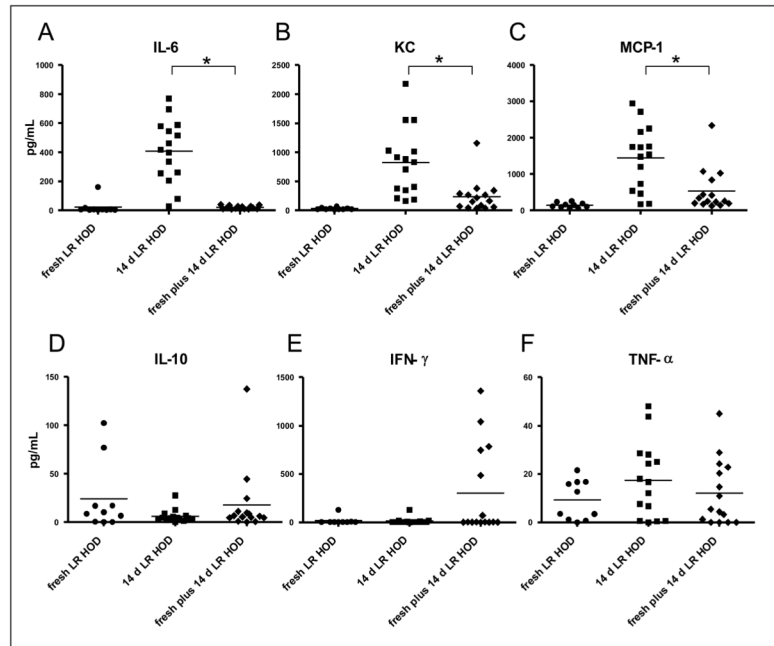 A
IL-6
pg/mL
1000
800
600
400
200
0
*
fresh LR HOD
14 d LR HOD
fresh plus 14 d LR HOD
B
KC
2500
2000
1500
1000
500
0
*
fresh LR HOD
14 d LR HOD
fresh plus 14 d LR HOD
C
MCP-1
4000
3000
2000
1000
0
*
fresh LR HOD
14 d LR HOD
fresh plus 14 d LR HOD
D
IL-10
pg/mL
150
100
50
0
fresh LR HOD
14 d LR HOD
fresh plus 14 d LR HOD
E
IFN- γ
1500
1000
500
0
fresh LR HOD
14 d LR HOD
fresh plus 14 d LR HOD
F
TNF- α
60
40
20
0
fresh LR HOD
14 d LR HOD
fresh plus 14 d LR HOD